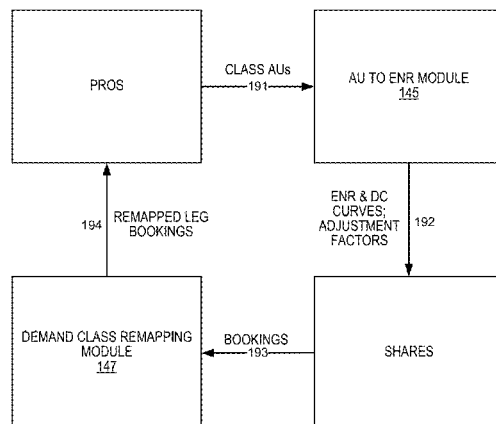 PROS
CLASS AUs
191
AU TO ENR MODULE
145
194
REMAPPED LEG
BOOKINGS
ENR & DC
CURVES;
ADJUSTMENT
FACTORS
192
DEMAND CLASS REMAPPING
MODULE
147
BOOKINGS
193
SHARES